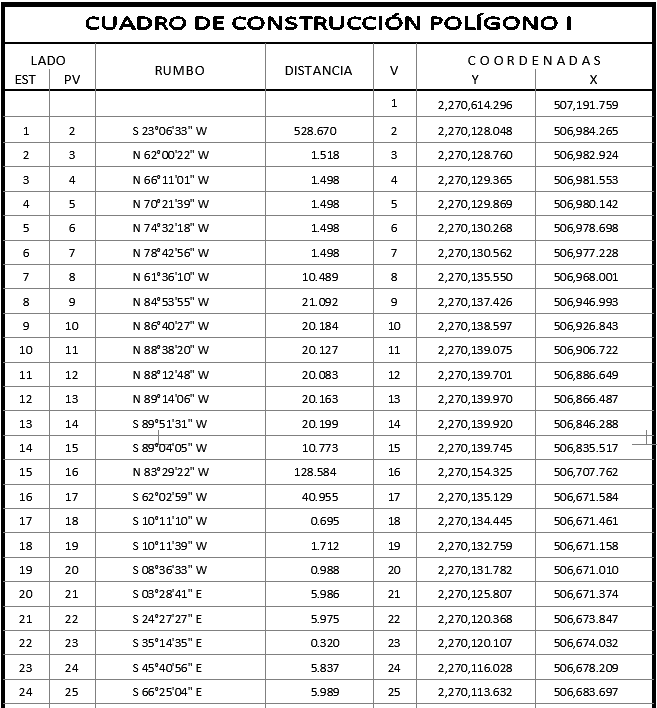 CUADRO DE CONSTRUCCIÓN POLÍGONO I
LADO RUMBO DISTANCIA V COORDENADAS
EST PV Y X
1 2,270,614.296 507,191.759
1 2 S 23°06'33" W 528.670 2 2,270,128.048 506,984.265
2 3 N 62°00'22" W 1.518 3 2,270,128.760 506,982.924
3 4 N 66°11'01" W 1.498 4 2,270,129.365 506,981.553
4 5 N 70°21'39" W 1.498 5 2,270,129.869 506,980.142
5 6 N 74°32'18" W 1.498 6 2,270,130.268 506,978.698
6 7 N 78°42'56" W 1.498 7 2,270,130.562 506,977.228
7 8 N 61°36'10" W 10.489 8 2,270,135.550 506,968.001
8 9 N 84°53'55" W 21.092 9 2,270,137.426 506,946.993
9 10 N 86°40'27" W 20.184 10 2,270,138.597 506,926.843
10 11 N 88°38'20" W 20.127 11 2,270,139.075 506,906.722
11 12 N 88°12'48" W 20.083 12 2,270,139.701 506,886.649
12 13 N 89°14'06" W 20.163 13 2,270,139.970 506,866.487
13 14 S 89°51'31" W 20.199 14 2,270,139.920 506,846.288
14 15 S 89°04'05" W 10.773 15 2,270,139.745 506,835.517
15 16 N 83°29'22" W 128.584 16 2,270,154.325 506,707.762
16 17 S 62°02'59" W 40.955 17 2,270,135.129 506,671.584
17 18 S 10°11'10" W 0.695 18 2,270,134.445 506,671.461
18 19 S 10°11'39" W 1.712 19 2,270,132.759 506,671.158
19 20 S 08°36'33" W 0.988 20 2,270,131.782 506,671.010
20 21 S 03°28'41" E 5.986 21 2,270,125.807 506,671.374
21 22 S 24°27'27" E 5.975 22 2,270,120.368 506,673.847
22 23 S 35°14'35" E 0.320 23 2,270,120.107 506,674.032
23 24 S 45°40'56" E 5.837 24 2,270,116.028 506,678.209
24 25 S 66°25'04" E 5.989 25 2,270,113.632 506,683.697